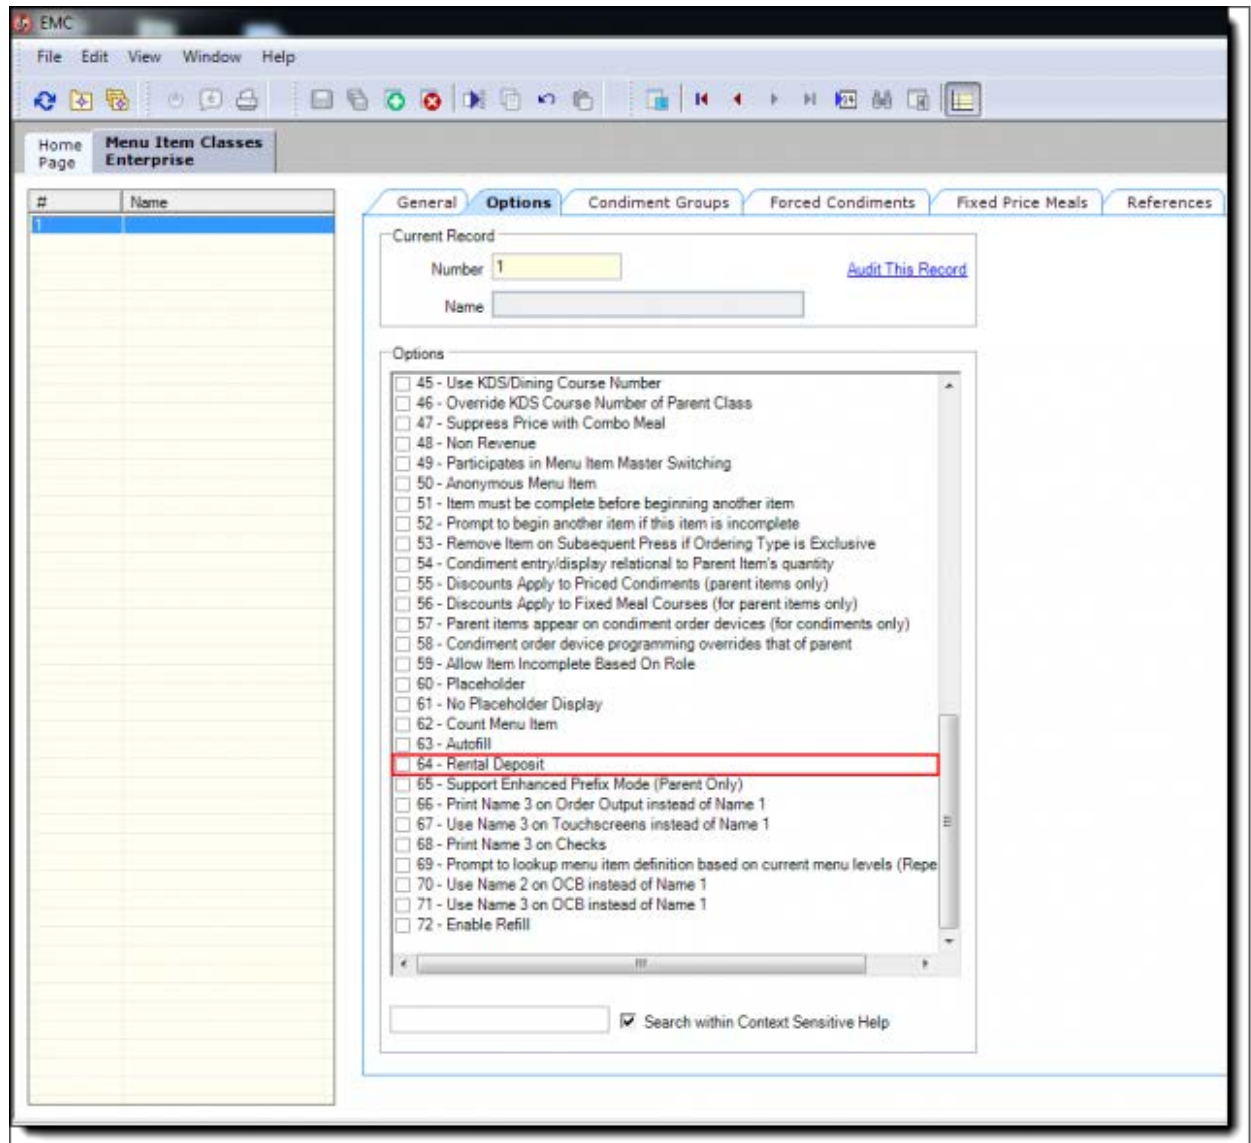 EMC
File Edit View Window Help
Home Page
Menu Item Classes
Enterprise
# Name
1
General Options Condiment Groups Forced Condiments Fixed Price Meals References
Current Record
Number 1 Audit This Record
Name
Options
45 - Use KDS/Dining Course Number
46 - Override KDS Course Number of Parent Class
47 - Suppress Price with Combo Meal
48 - Non Revenue
49 - Participates in Menu Item Master Switching
50 - Anonymous Menu Item
51 - Item must be complete before beginning another item
52 - Prompt to begin another item if this item is incomplete
53 - Remove Item on Subsequent Press if Ordering Type is Exclusive
54 - Condiment entry/display relational to Parent Item's quantity
55 - Discounts Apply to Priced Condiments (parent items only)
56 - Discounts Apply to Fixed Meal Courses (for parent items only)
57 - Parent items appear on condiment order devices (for condiments only)
58 - Condiment order device programming overrides that of parent
59 - Allow Item Incomplete Based On Role
60 - Placeholder
61 - No Placeholder Display
62 - Count Menu Item
63 - Autofill
64 - Rental Deposit
65 - Support Enhanced Prefix Mode (Parent Only)
66 - Print Name 3 on Order Output instead of Name 1
67 - Use Name 3 on Touchscreens instead of Name 1
68 - Print Name 3 on Checks
69 - Prompt to lookup menu item definition based on current menu levels (Repe
70 - Use Name 2 on OCB instead of Name 1
71 - Use Name 3 on OCB instead of Name 1
72 - Enable Refill
Search within Context Sensitive Help